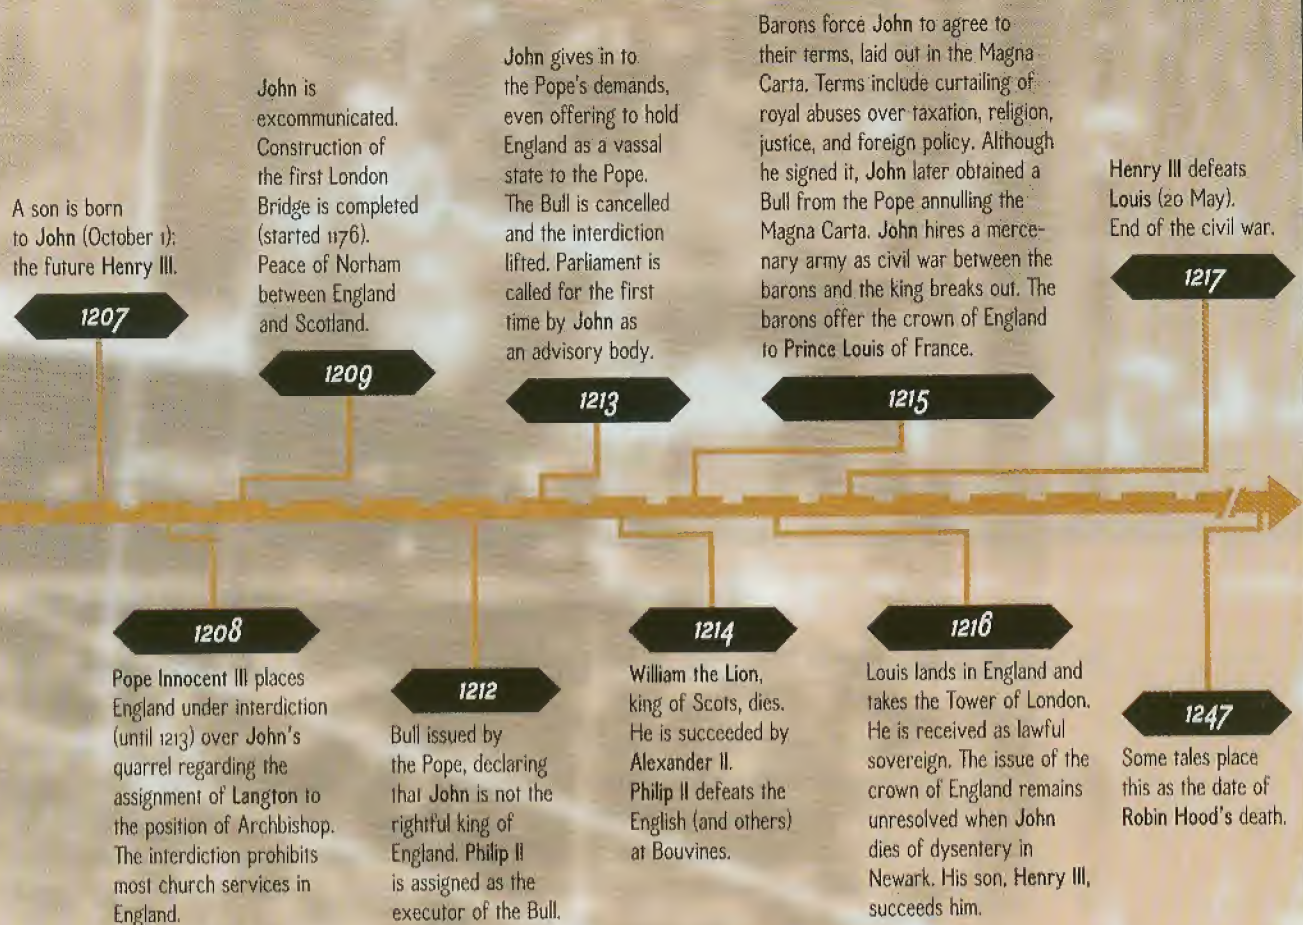 A son is born
to John (October 1):
the future Henry III.
1207
Pope Innocent III places
England under interdiction
(until 1213) over John's
quarrel regarding the
assignment of Langton to
the position of Archbishop.
The interdiction prohibits
most church services in
England.
1208
John is
excommunicated.
Construction of
the first London
Bridge is completed
(started 1176).
Peace of Norham
between England
and Scotland.
1209
1212
Bull issued by
the Pope, declaring
that John is not the
rightful king of
England. Philip II
is assigned as the
executor of the Bull.
John gives in to
the Pope's demands,
even offering to hold
England as a vassal
state to the Pope.
The Bull is cancelled
and the interdiction
lifted. Parliament is
called for the first
time by John as
an advisory body.
1213
1214
William the Lion,
king of Scots, dies.
He is succeeded by
Alexander II.
Philip II defeats the
English (and others)
at Bouvines.
Barons force John to agree to
their terms, laid out in the Magna
Carta. Terms include curtailing of
royal abuses over taxation, religion,
justice, and foreign policy. Although
he signed it, John later obtained a
Bull from the Pope annulling the
Magna Carta. John hires a merce-
nary army as civil war between the
barons and the king breaks out. The
barons offer the crown of England
to Prince Louis of France.
1215
1216
Louis lands in England and
takes the Tower of London.
He is received as lawful
sovereign. The issue of the
crown of England remains
unresolved when John
dies of dysentery in
Newark. His son, Henry III,
succeeds him.
Henry III defeats
Louis (20 May).
End of the civil war.
1217
1247
Some tales place
this as the date of
Robin Hood's death.